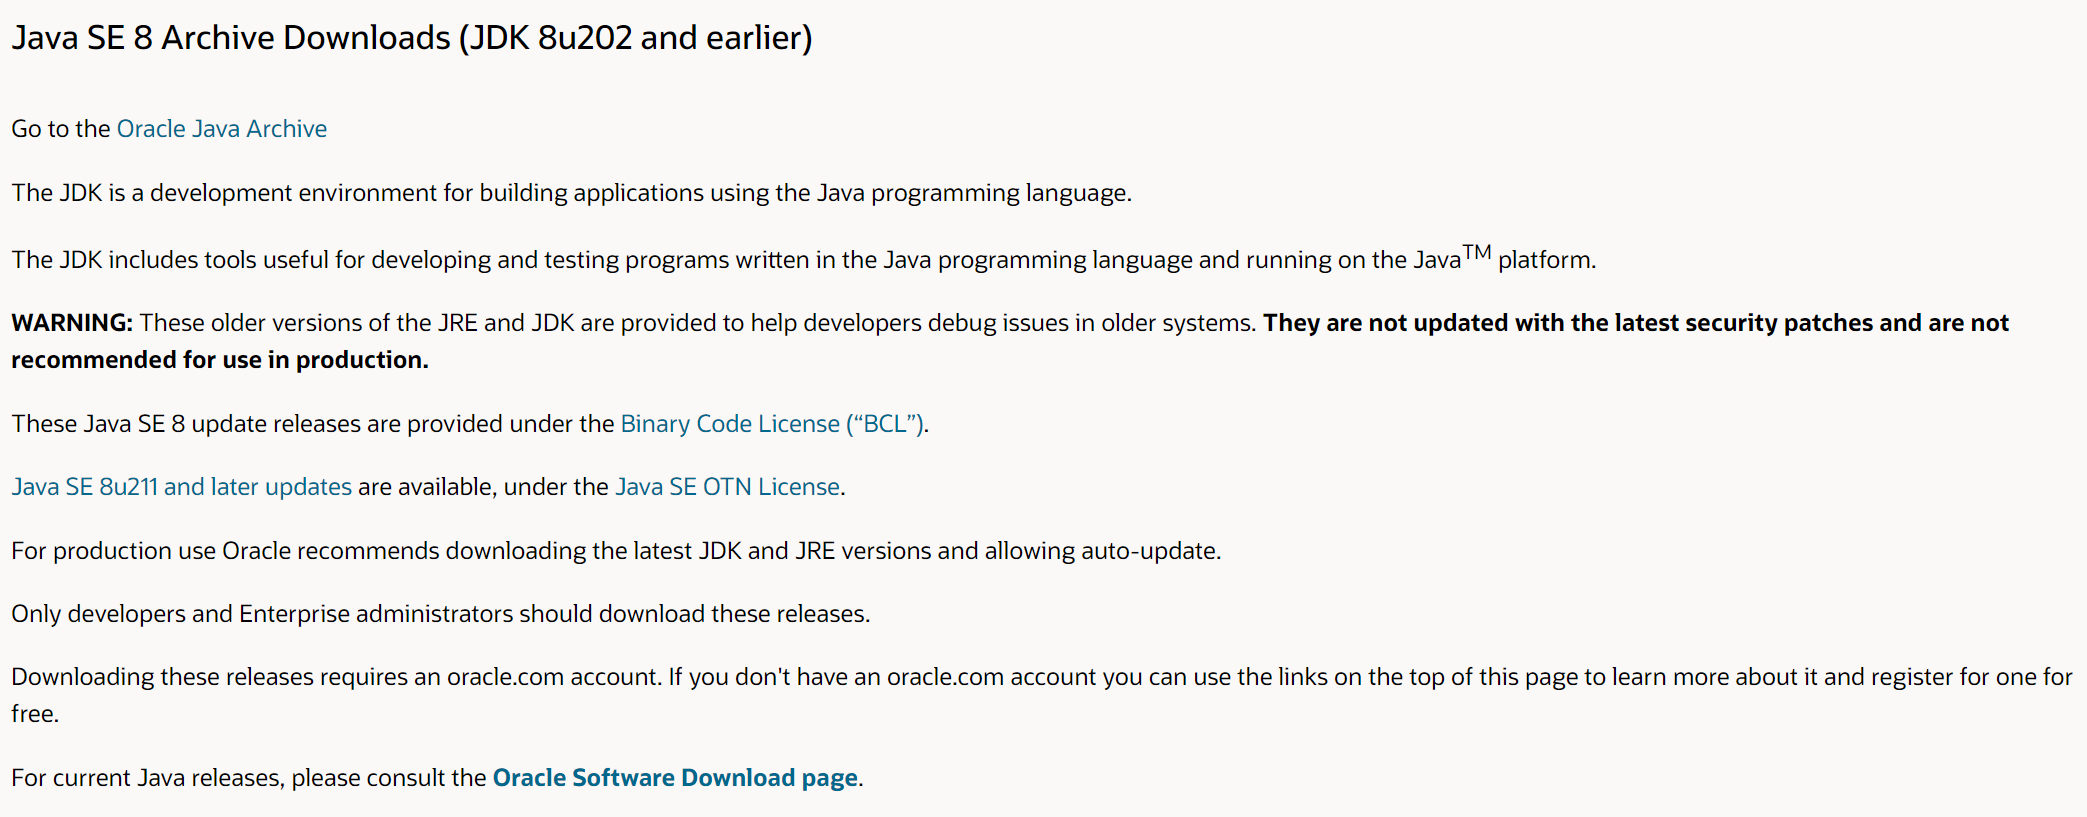 Java SE 8 Archive Downloads (JDK 8u202 and earlier)
Go to the Oracle Java Archive
The JDK is a development environment for building applications using the Java programming language.
The JDK includes tools useful for developing and testing programs written in the Java programming language and running on the Java™ platform.
WARNING: These older versions of the JRE and JDK are provided to help developers debug issues in older systems. They are not updated with the latest security patches and are not
recommended for use in production.
These Java SE 8 update releases are provided under the Binary Code License (“BCL”).
Java SE 8u211 and later updates are available, under the Java SE OTN License.
For production use Oracle recommends downloading the latest JDK and JRE versions and allowing auto-update.
Only developers and Enterprise administrators should download these releases.
Downloading these releases requires an oracle.com account. If you don't have an oracle.com account you can use the links on the top of this page to learn more about it and register for one for
free.
For current Java releases, please consult the Oracle Software Download page.